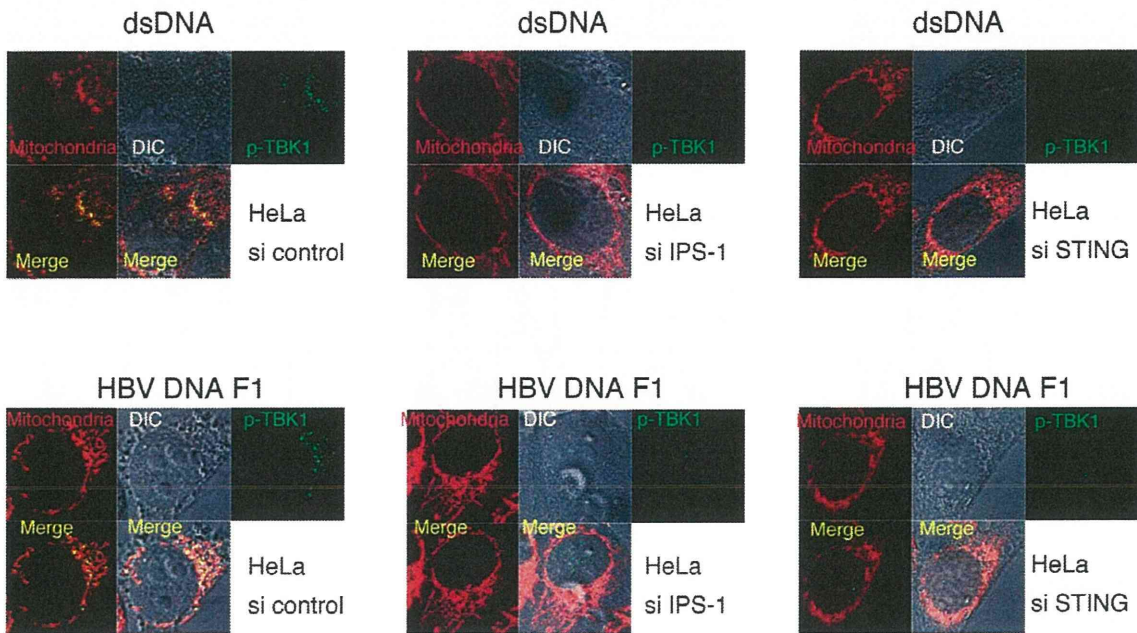 dsDNA
Mitochondria DIC p-TBK1
Merge Merge
HeLa
si control
dsDNA
Mitochondria DIC p-TBK1
Merge Merge
HeLa
si IPS-1
dsDNA
Mitochondria DIC p-TBK1
Merge Merge
HeLa
si STING
HBV DNA F1
Mitochondria DIC p-TBK1
Merge Merge
HeLa
si control
HBV DNA F1
Mitochondria DIC p-TBK1
Merge Merge
HeLa
si IPS-1
HBV DNA F1
Mitochondria DIC p-TBK1
Merge Merge
HeLa
si STING